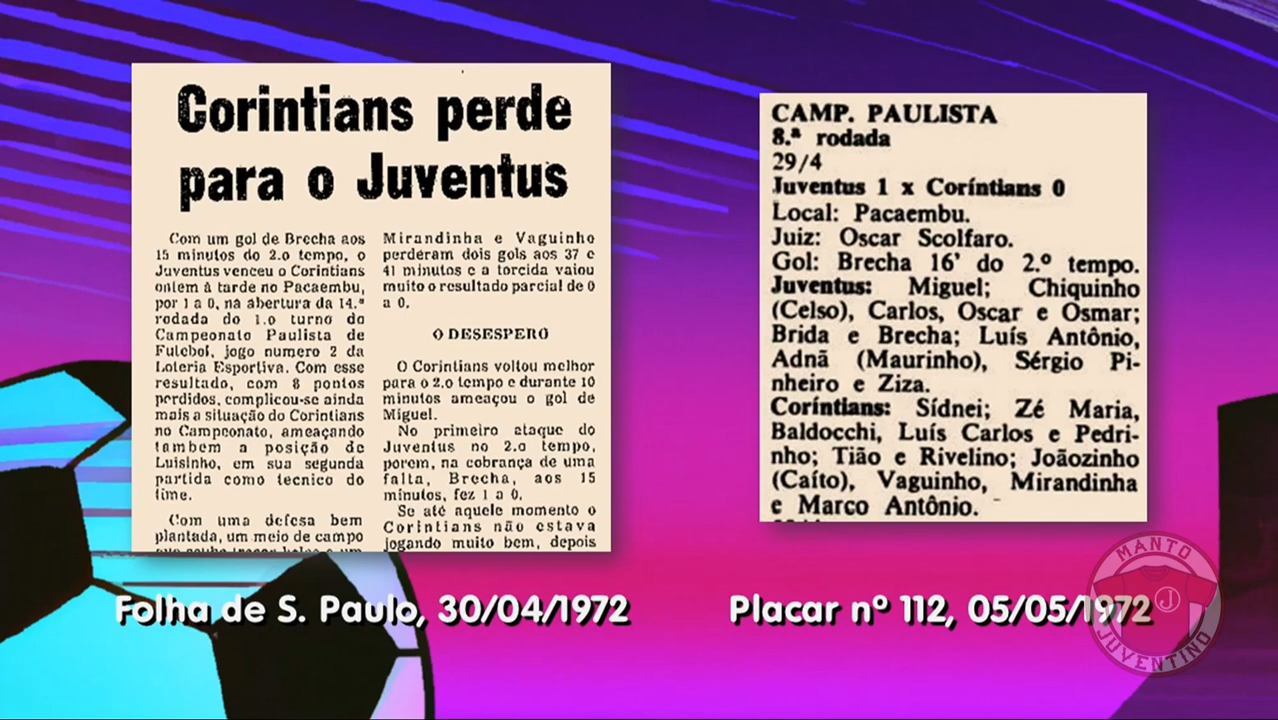 Corintians perde
para o Juventus
Com um gol de Brecha aos
15 minutos do 2.o tempo, o
Juventus venceu o Corintians
ontem à tarde no Pacaembu,
por 1 a 0, na abertura da 14.ª
rodada do 1.o turno do
Campeonato Paulista de
Futebol, jogo numero 2 da
Loteria Esportiva. Com esse
resultado, com 8 pontos
perdidos, complicou-se ainda
mais a situação do Corintians
no Campeonato, ameaçando
tambem a posição de
Luisinho, em sua segunda
partida como tecnico do
time.
Com uma defesa bem
plantada, um meio de campo
Mirandinha e Vaguinho
perderam dois gols aos 37 e
41 minutos e a torcida vaiou
muito o resultado parcial de 0
a 0.
O DESESPERO
O Corintians voltou melhor
para o 2.o tempo e durante 10
minutos ameaçou o gol de
Miguel.
No primeiro ataque do
Juventus no 2.o tempo,
porem, na cobrança de uma
falta, Brecha, aos 15
minutos, fez 1 a 0.
Se até aquele momento o
Corintians não estava
jogando muito bem, depois
Folha de S. Paulo, 30/04/1972
CAMP. PAULISTA
8.ª rodada
29/4
Juventus 1 x Coríntians 0
Local: Pacaembu.
Juiz: Oscar Scolfaro.
Gol: Brecha 16' do 2.º tempo.
Juventus: Miguel; Chiquinho
(Celso), Carlos, Oscar e Osmar;
Brida e Brecha; Luís Antônio,
Adnã (Maurinho), Sérgio Pi-
nheiro e Ziza.
Coríntians: Sídnei; Zé Maria,
Baldocchi, Luís Carlos e Pedri-
nho; Tião e Rivelino; Joãozinho
(Caíto), Vaguinho, Mirandinha
e Marco Antônio.
Placar nº 112, 05/05/1972
MANTO
J
JUVENTINO